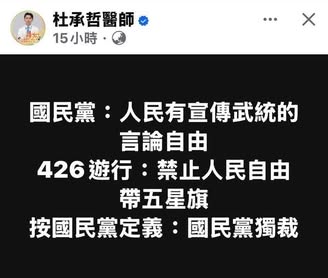 杜承哲醫師
15小時·
國民黨：人民有宣傳武統的
言論自由
426遊行：禁止人民自由
帶五星旗
按國民黨定義：國民黨獨裁